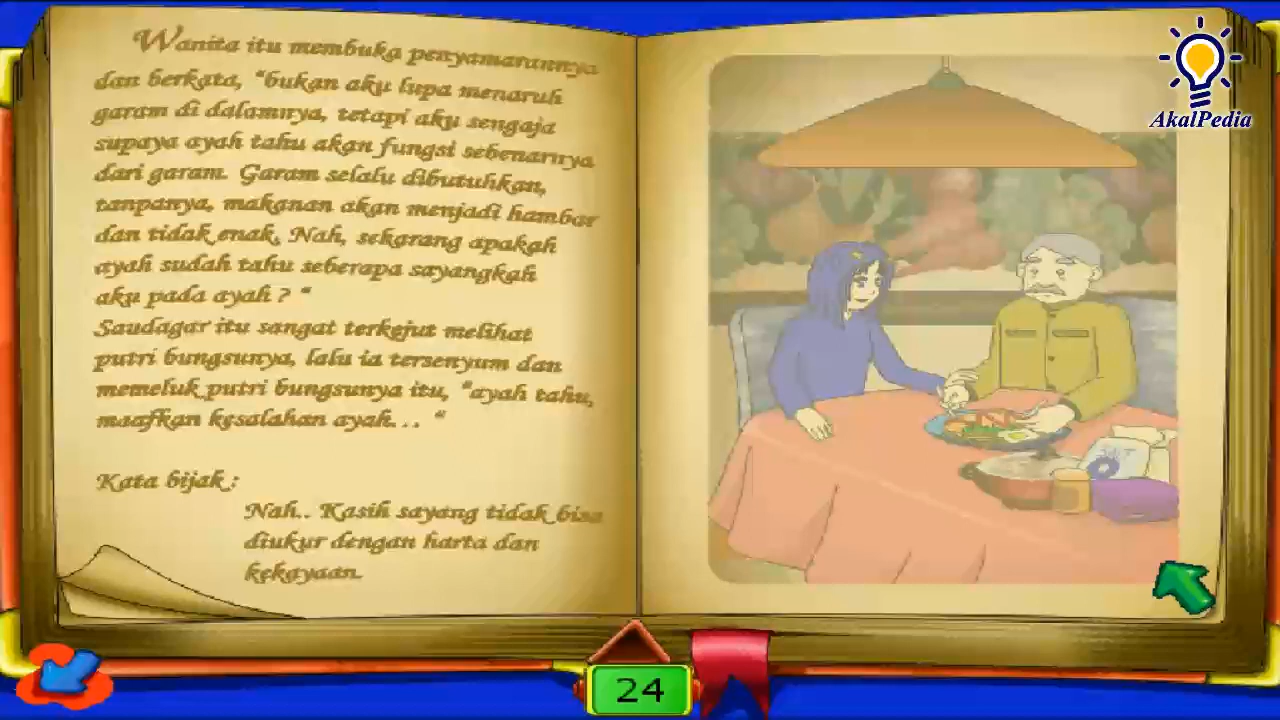 Wanita itu membuka penyamarannya
dan berkata, "bukan aku lupa menaruh
garam di dalamnya, tetapi aku sengaja
supaya ayah tahu akan fungsi sebenarnya
dari garam. Garam selalu dibutuhkan,
tanpanya, makanan akan menjadi hambar
dan tidak enak. Nah, sekarang apakah
ayah sudah tahu seberapa sayangkah
aku pada ayah ? "
Saudagar itu sangat terkejut melihat
putri bungsunya, lalu ia tersenyum dan
memeluk putri bungsunya itu, "ayah tahu,
maafkan kesalahan ayah. . . "
Kata bijak :
Nah.. Kasih sayang tidak bisa
diukur dengan harta dan
kekayaan.
24
AkalPedia